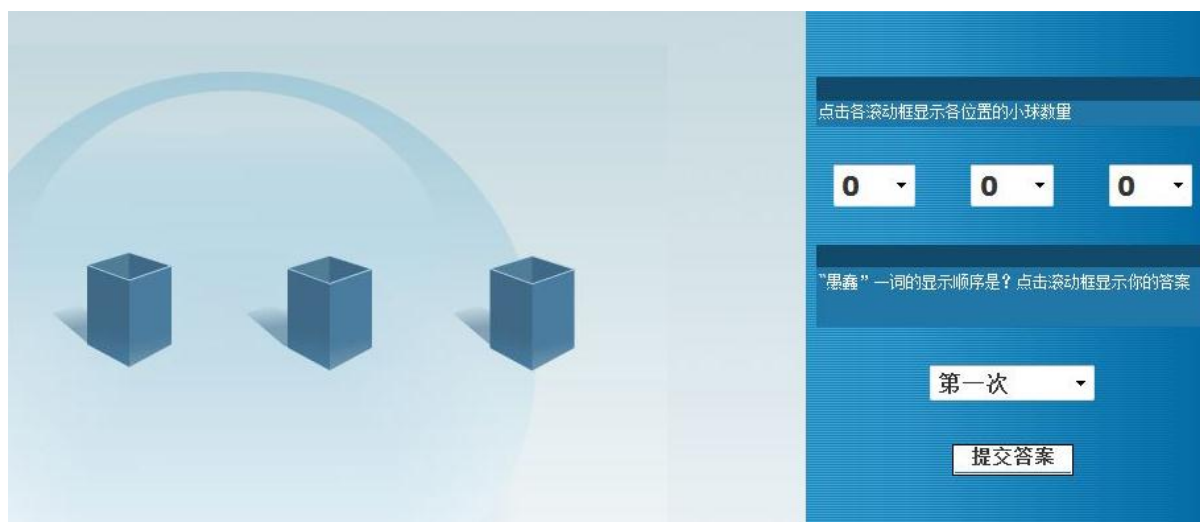 点击各滚动框显示各位置的小球数量
0 0 0
"愚蠢"一词的显示顺序是？点击滚动框显示你的答案
第一次
提交答案